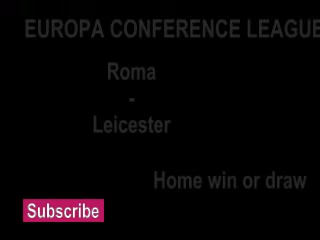 EUROPA CONFERENCE LEAGUE
Roma
-
Leicester
Home win or draw
Subscribe